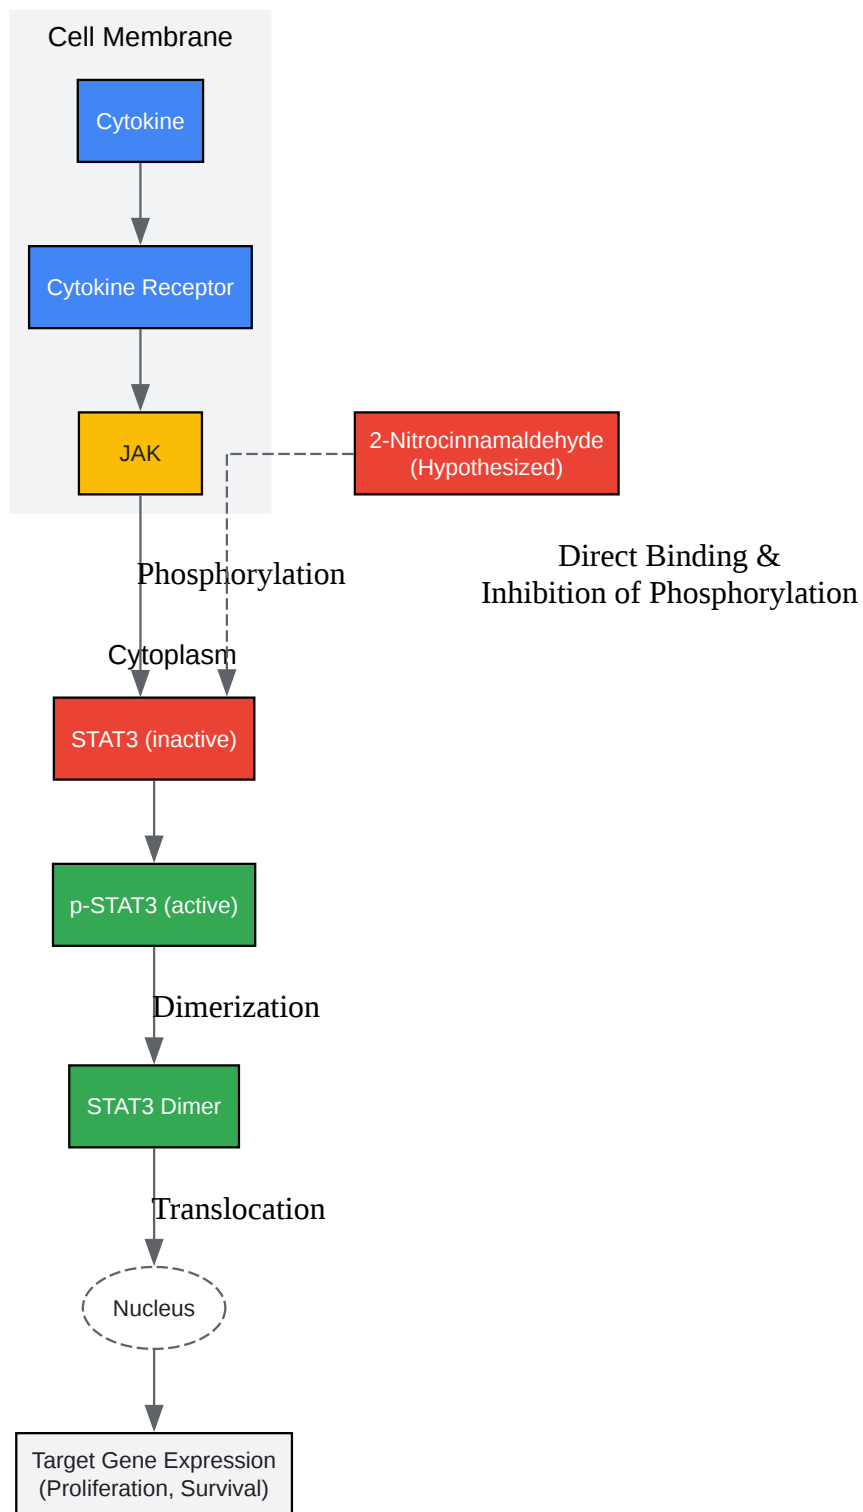 Cell Membrane
Cytokine
Cytokine Receptor
JAK
2-Nitrocinnamaldehyde
(Hypothesized)
Phosphorylation
Direct Binding &
Inhibition of Phosphorylation
Cytoplasm
STAT3 (inactive)
p-STAT3 (active)
Dimerization
STAT3 Dimer
Translocation
Nucleus
Target Gene Expression
(Proliferation, Survival)